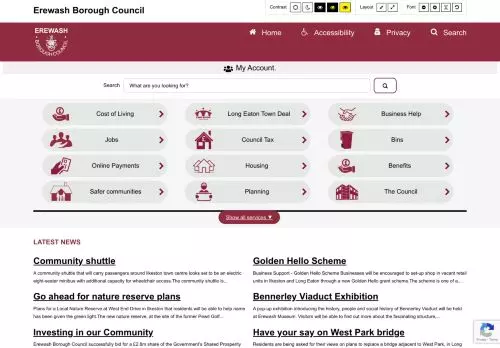 Erewash Borough Council
Contrast
Layout
Font
EREWASH
BOROUGH COUNCIL
Home
Accessibility
Privacy
Search
My Account.
Search
What are you looking for?
Cost of Living
Long Eaton Town Deal
Business Help
Jobs
Council Tax
Bins
Online Payments
Housing
Benefits
Safer communities
Planning
The Council
Show all services ▼
LATEST NEWS
Community shuttle
A community shuttle that will carry passengers around Ilkeston town centre looks set to be an electric
eight-seater minibus with additional capacity for wheelchair access.The community shuttle is...
Golden Hello Scheme
Business Support - Golden Hello Scheme Businesses will be encouraged to set-up shop in vacant retail
units in Ilkeston and Long Eaton through a new Golden Hello grant scheme.The scheme is one of a...
Go ahead for nature reserve plans
Plans for a Local Nature Reserve at West End Drive in Ilkeston that residents will be able to help name
has been given the green light.The new nature reserve, at the site of the former Pewit Golf...
Bennerley Viaduct Exhibition
A pop-up exhibition introducing the history, people and social history of Bennerley Viaduct will be held
at Erewash Museum. Visitors will be able to find out more about the fascinating structure,...
Investing in our Community
Erewash Borough Council successfully bid for a £2.9m share of the Government's Shared Prosperity
Have your say on West Park bridge
Residents are being asked for their views on plans to replace a bridge adjacent to West Park, in Long
Privacy - Terms